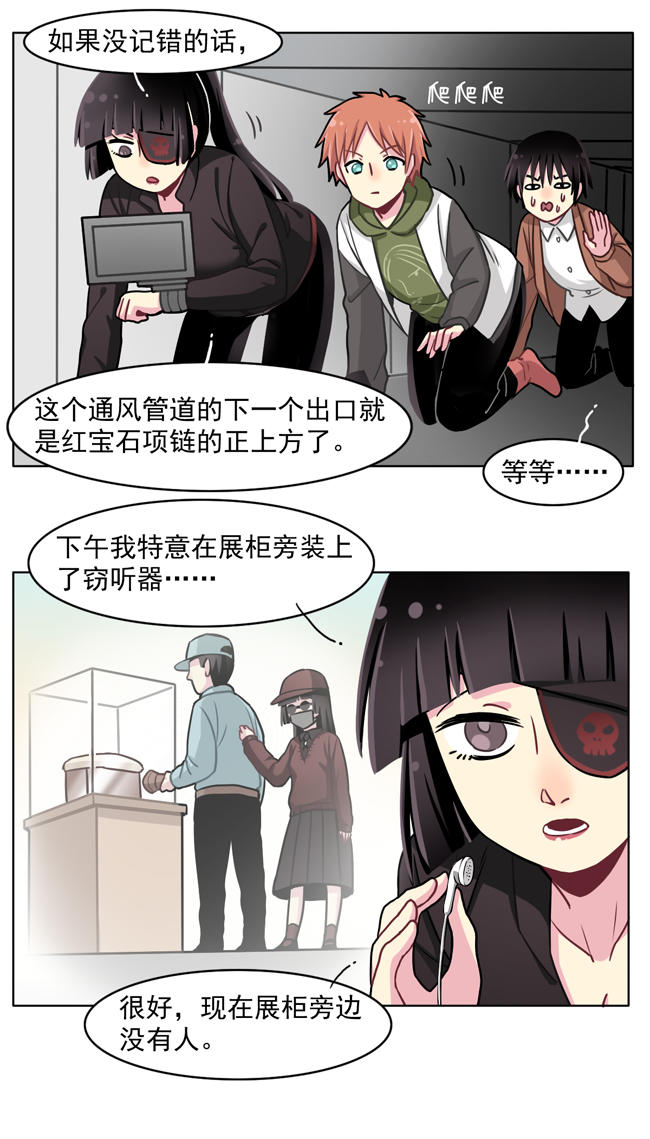 如果没记错的话，
爬爬爬
这个通风管道的下一个出口就
是红宝石项链的正上方了。
等等……
下午我特意在展柜旁装上
了窃听器……
很好，现在展柜旁边
没有人。